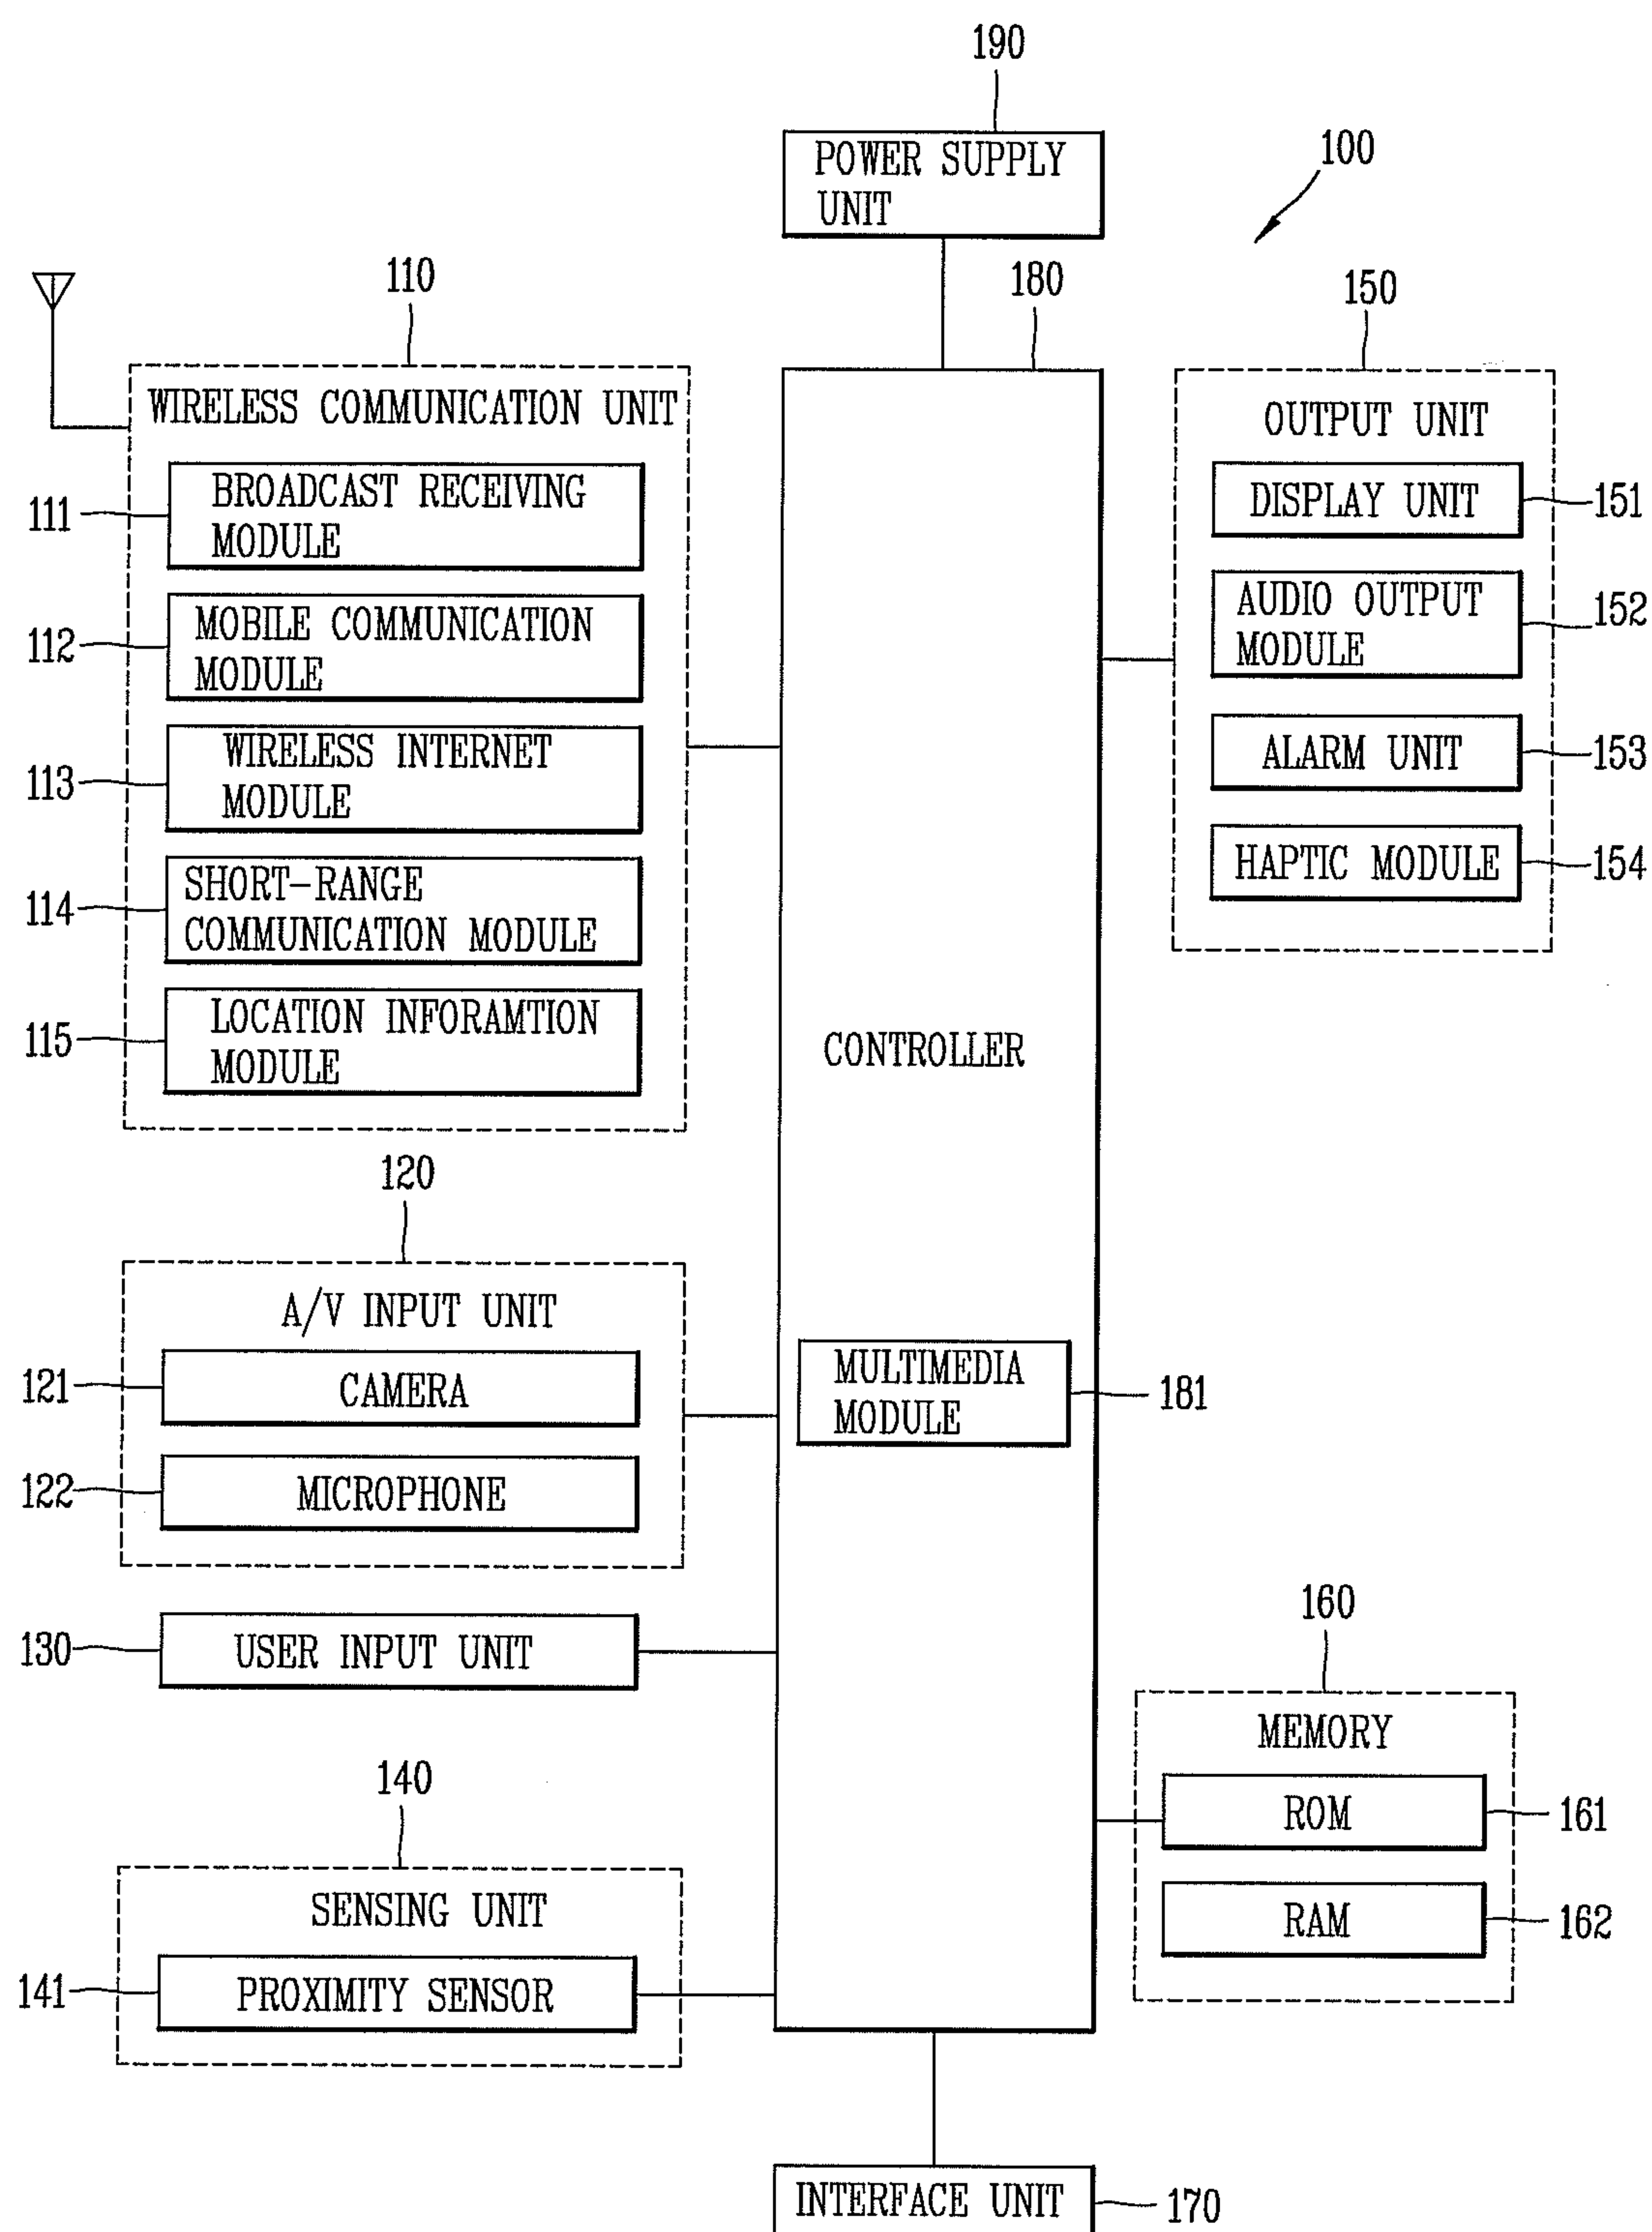 190
POWER SUPPLY
UNIT
100
180
110
WIRELESS COMMUNICATION UNIT
111
BROADCAST RECEIVING
MODULE
112
MOBILE COMMUNICATION
MODULE
113
WIRELESS INTERNET
MODULE
114
SHORT-RANGE
COMMUNICATION MODULE
115
LOCATION INFORAMTION
MODULE
120
A/V INPUT UNIT
121
CAMERA
122
MICROPHONE
130
USER INPUT UNIT
140
SENSING UNIT
141
PROXIMITY SENSOR
CONTROLLER
MULTIMEDIA
MODULE
181
150
OUTPUT UNIT
DISPLAY UNIT
151
AUDIO OUTPUT
MODULE
152
ALARM UNIT
153
HAPTIC MODULE
154
160
MEMORY
ROM
161
RAM
162
INTERFACE UNIT
170